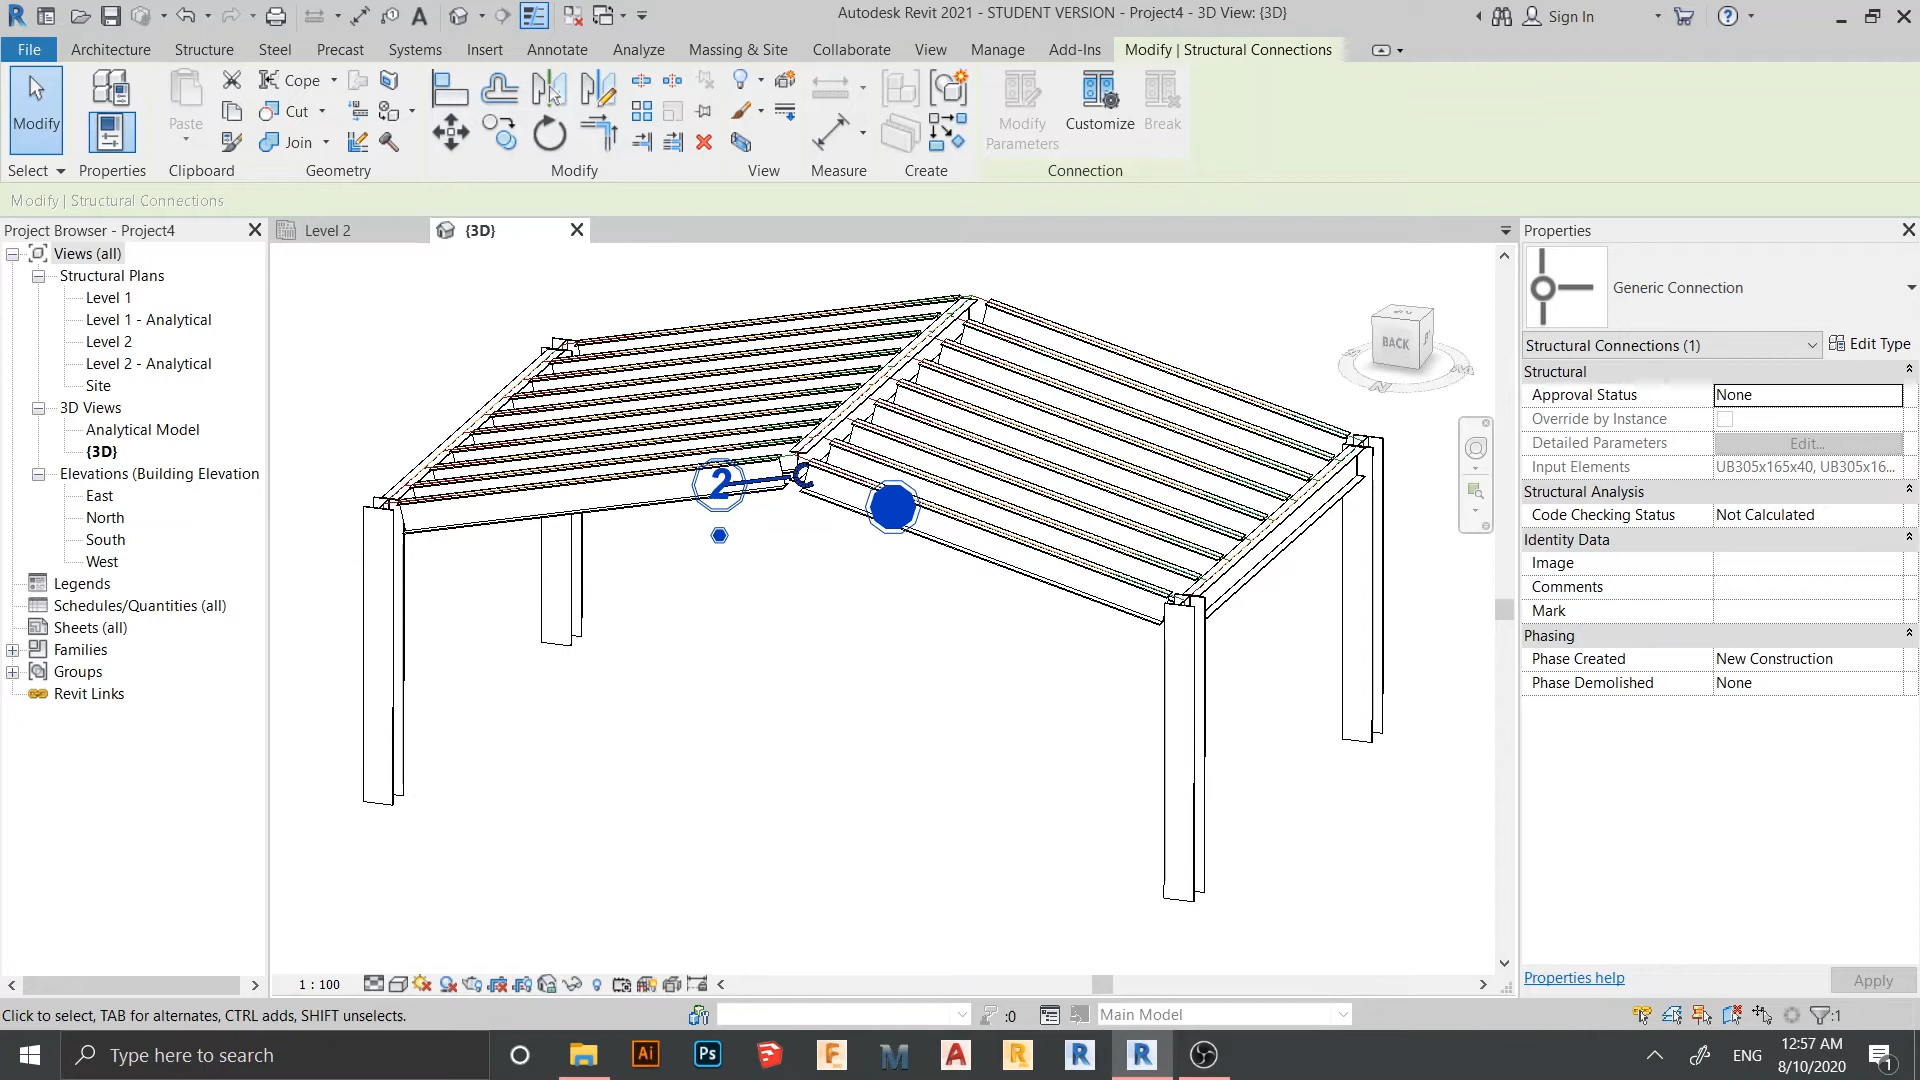 Autodesk Revit 2021 - STUDENT VERSION - Project4 - 3D View: {3D}
Sign In
File
Architecture
Structure
Steel
Precast
Systems
Insert
Annotate
Analyze
Massing & Site
Collaborate
View
Manage
Add-Ins
Modify | Structural Connections
Modify
Paste
Cope
Cut
Join
Modify
Parameters
Customize
Break
Select
Properties
Clipboard
Geometry
Modify
View
Measure
Create
Connection
Modify | Structural Connections
Project Browser - Project4
Views (all)
Structural Plans
Level 1
Level 1 - Analytical
Level 2
Level 2 - Analytical
Site
3D Views
Analytical Model
{3D}
Elevations (Building Elevation
East
North
South
West
Legends
Schedules/Quantities (all)
Sheets (all)
Families
Groups
Revit Links
Level 2
{3D}
BACK
2
Properties
Generic Connection
Structural Connections (1)
Edit Type
Structural
Approval Status
None
Override by Instance
Detailed Parameters
Edit...
Input Elements
UB305x165x40, UB305x16...
Structural Analysis
Code Checking Status
Not Calculated
Identity Data
Image
Comments
Mark
Phasing
Phase Created
New Construction
Phase Demolished
None
Properties help
Apply
1 : 100
Click to select, TAB for alternates, CTRL adds, SHIFT unselects.
:0
Main Model
:1
Type here to search
Ai
Ps
ENG
12:57 AM
8/10/2020
1